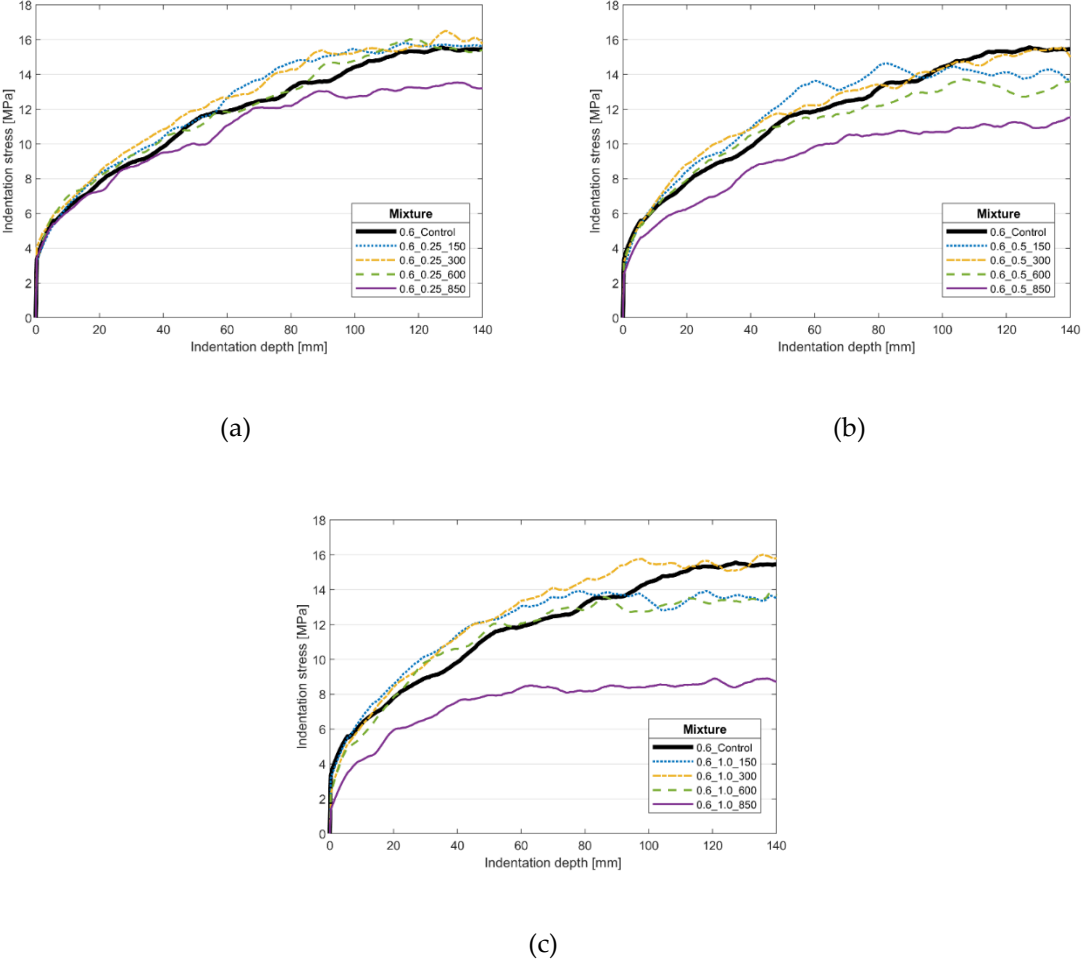 18
16
14
12
10
8
6
4
2
0
Indentation stress [MPa]
Mixture
0.6_Control
0.6_0.25_150
0.6_0.25_300
0.6_0.25_600
0.6_0.25_850
0 20 40 60 80 100 120 140
Indentation depth [mm]
(a)
18
16
14
12
10
8
6
4
2
0
Indentation stress [MPa]
Mixture
0.6_Control
0.6_0.5_150
0.6_0.5_300
0.6_0.5_600
0.6_0.5_850
0 20 40 60 80 100 120 140
Indentation depth [mm]
(b)
18
16
14
12
10
8
6
4
2
0
Indentation stress [MPa]
Mixture
0.6_Control
0.6_1.0_150
0.6_1.0_300
0.6_1.0_600
0.6_1.0_850
0 20 40 60 80 100 120 140
Indentation depth [mm]
(c)